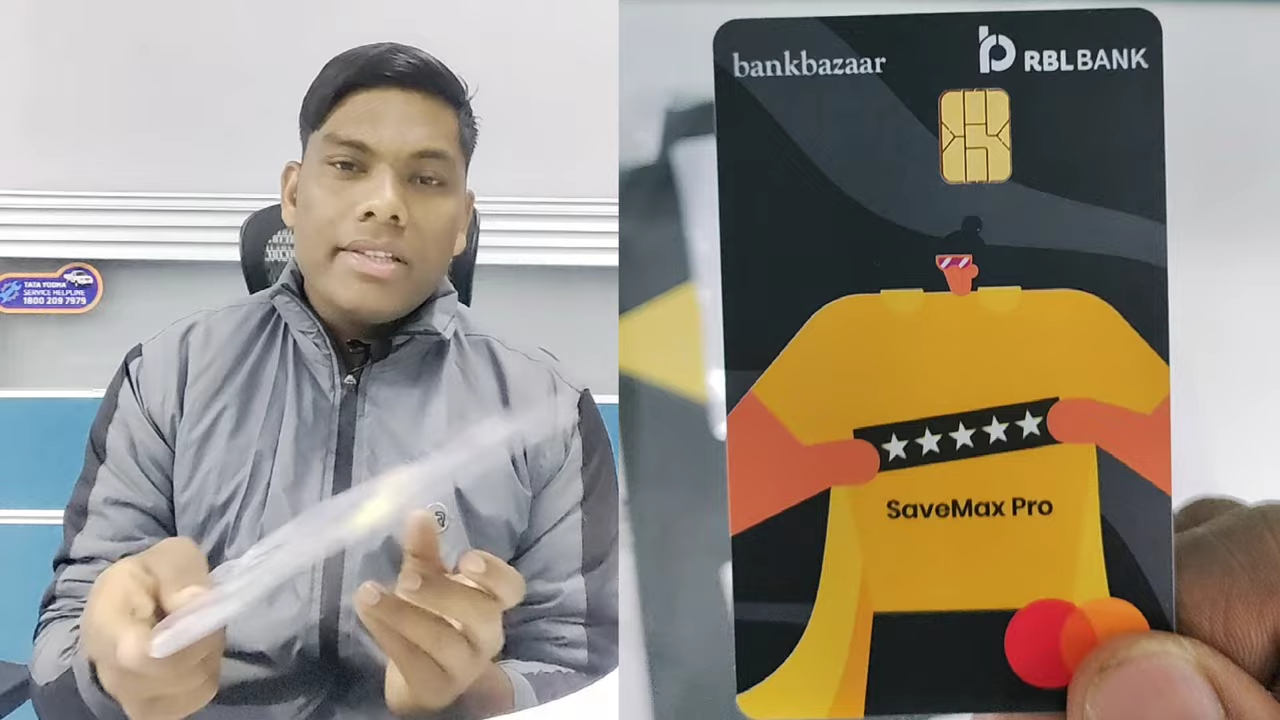 TATA YODHA
SERVICE HELPLINE
1800 209 7979
a
bankbazaar
RBL BANK
SaveMax Pro